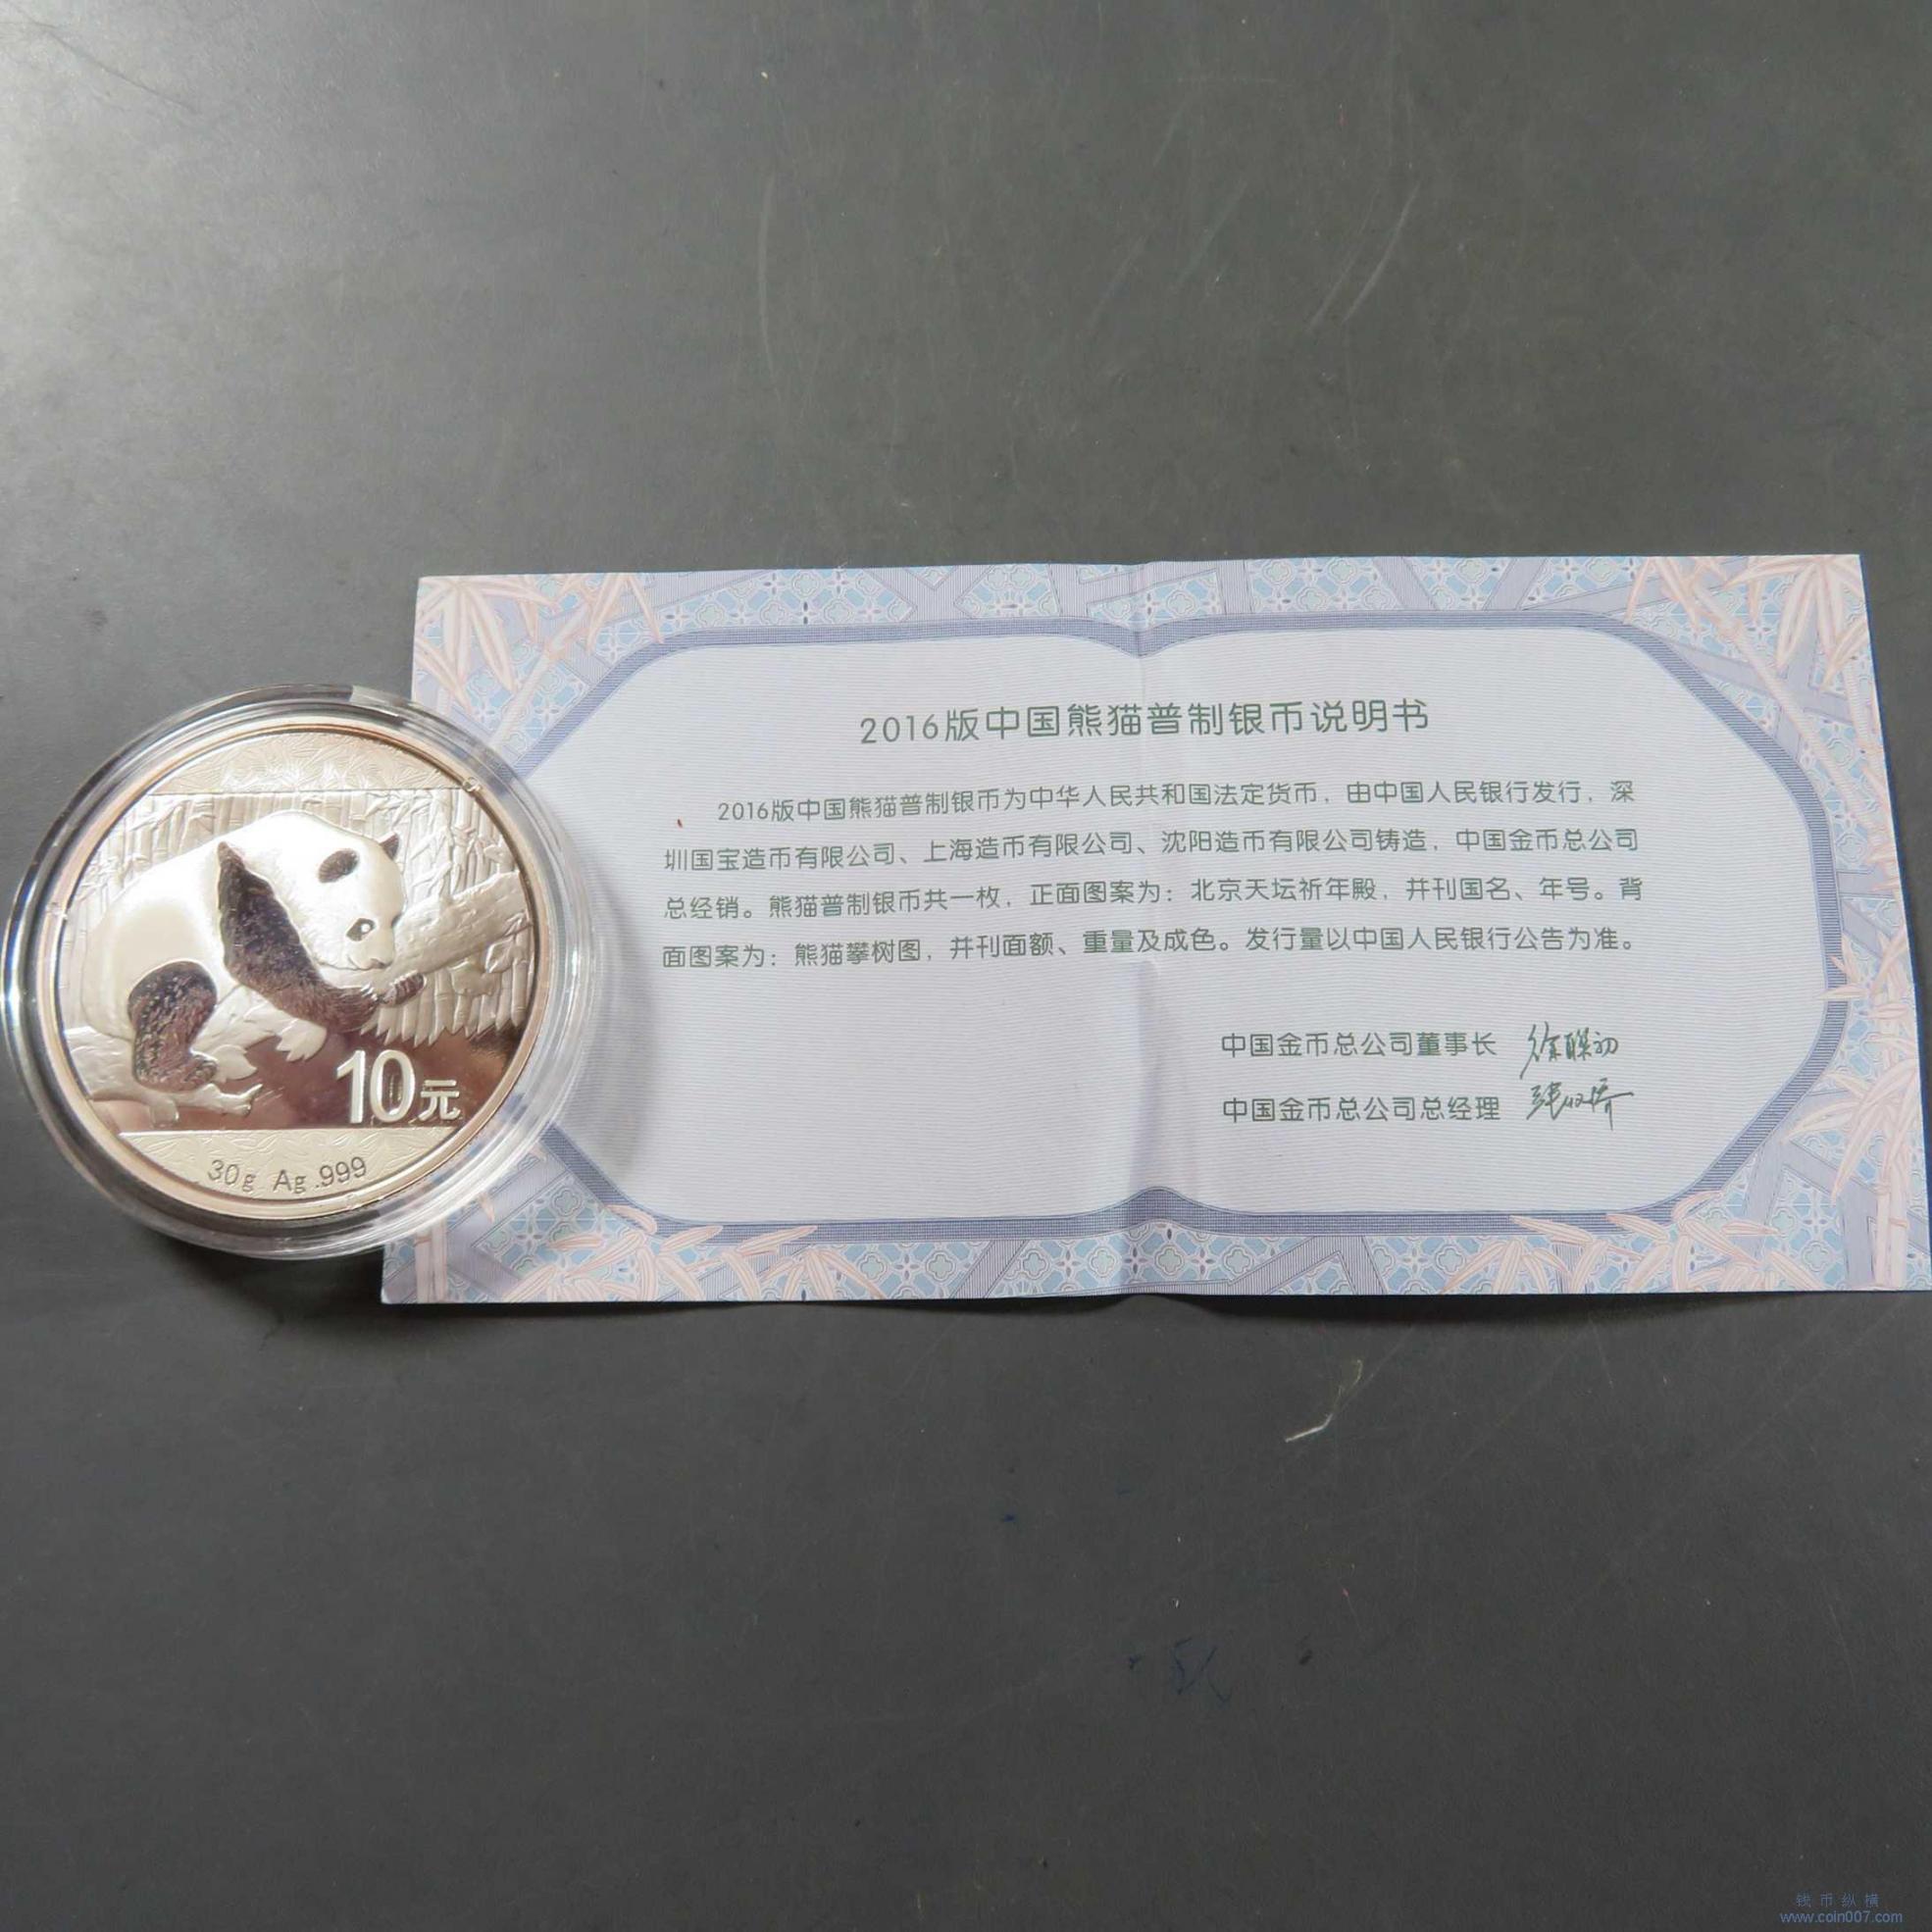 2016版中国熊猫普制银币说明书
2016版中国熊猫普制银币为中华人民共和国法定货币，由中国人民银行发行，深
圳国宝造币有限公司、上海造币有限公司、沈阳造币有限公司铸造，中国金币总公司
总经销。熊猫普制银币共一枚，正面图案为：北京天坛祈年殿，并刊国名、年号。背
面图案为：熊猫攀树图，并刊面额、重量及成色。发行量以中国人民银行公告为准。
中国金币总公司董事长
中国金币总公司总经理
10元
30g Ag .999
钱币纵横
www.coin007.com